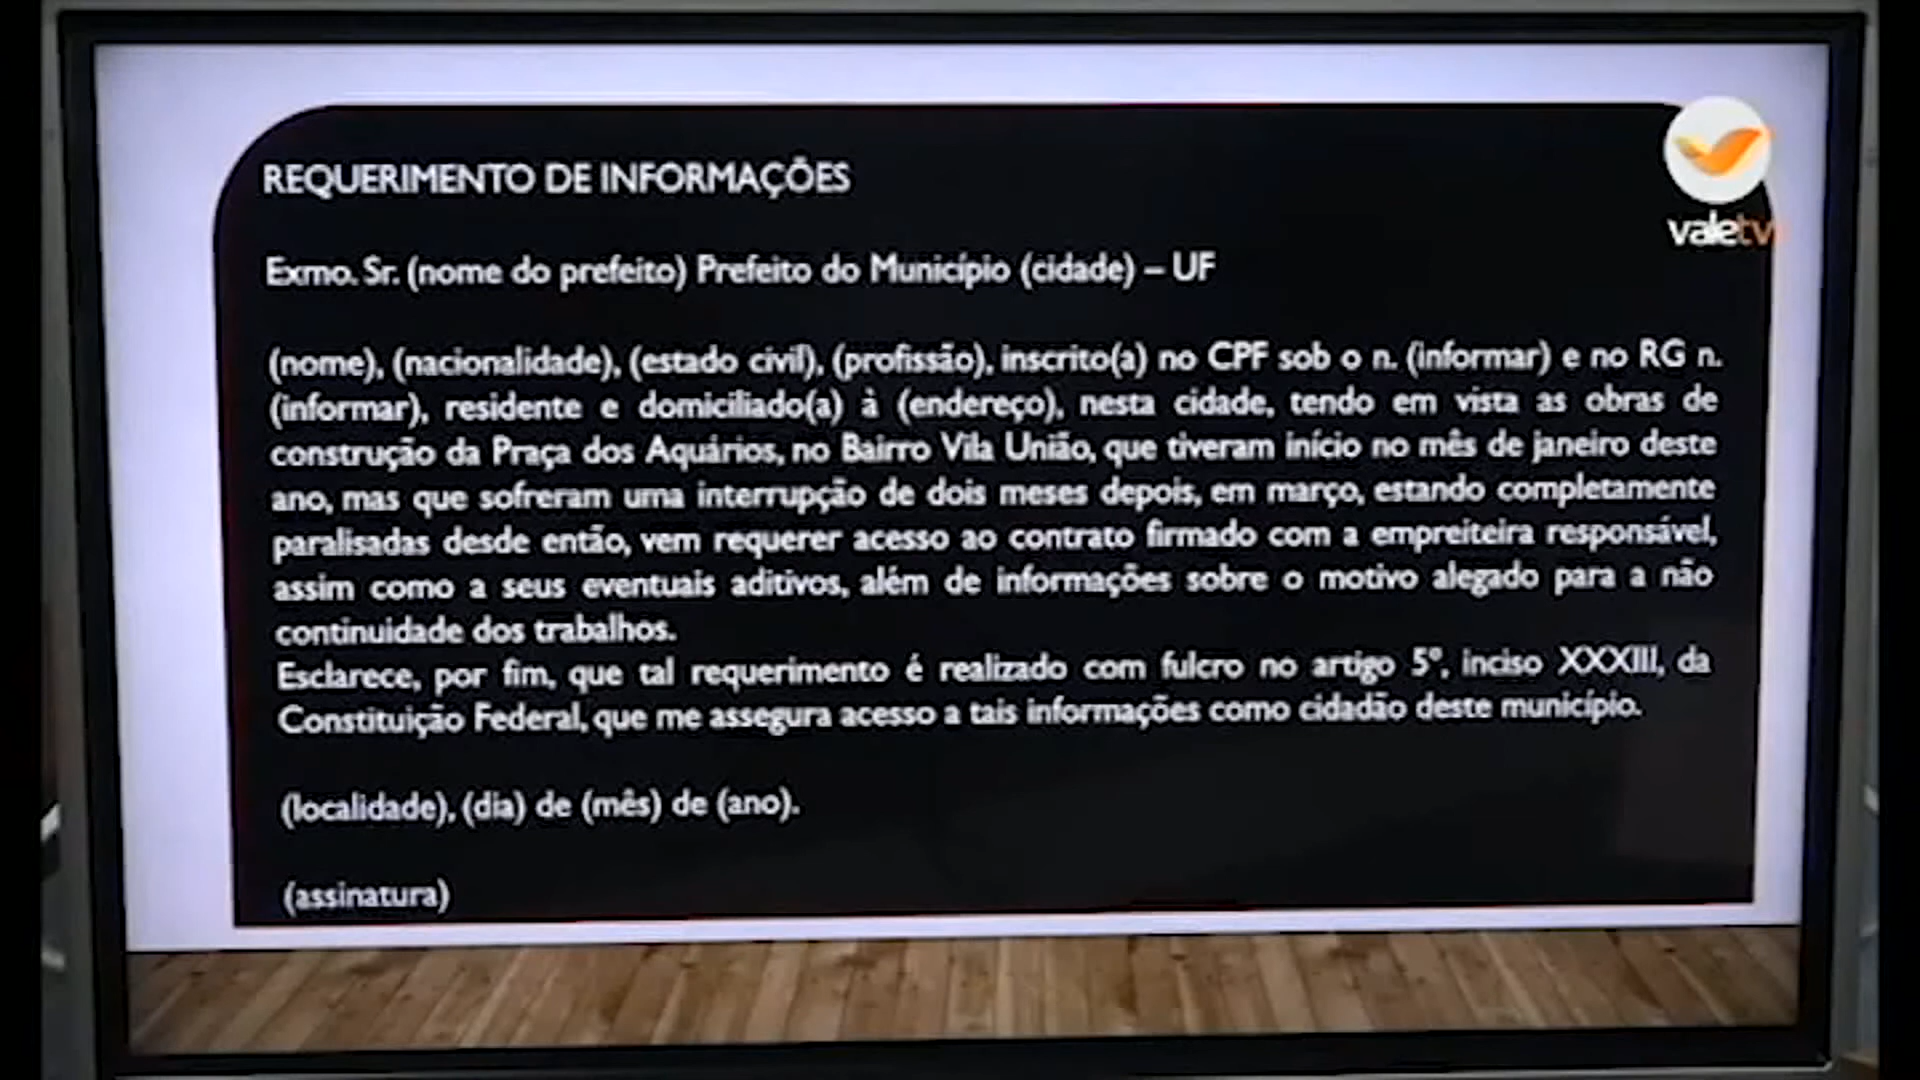 REQUERIMENTO DE INFORMAÇÕES
valetv
Exmo. Sr. (nome do prefeito) Prefeito do Município (cidade) – UF
(nome), (nacionalidade), (estado civil), (profissão), inscrito(a) no CPF sob o n. (informar) e no RG n.
(informar), residente e domiciliado(a) à (endereço), nesta cidade, tendo em vista as obras de
construção da Praça dos Aquários, no Bairro Vila União, que tiveram início no mês de janeiro deste
ano, mas que sofreram uma interrupção de dois meses depois, em março, estando completamente
paralisadas desde então, vem requerer acesso ao contrato firmado com a empreiteira responsável,
assim como a seus eventuais aditivos, além de informações sobre o motivo alegado para a não
continuidade dos trabalhos.
Esclarece, por fim, que tal requerimento é realizado com fulcro no artigo 5º, inciso XXXIII, da
Constituição Federal, que me assegura acesso a tais informações como cidadão deste município.
(localidade), (dia) de (mês) de (ano).
(assinatura)